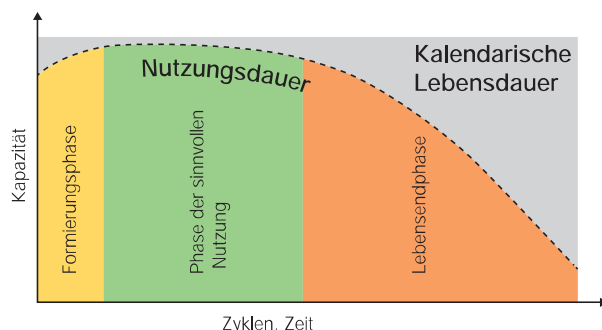 Kalendarische
Lebensdauer
Nutzungsdauer
Kapazität
Formierungsphase
Phase der sinnvollen
Nutzung
Lebensendphase
Zyklen, Zeit